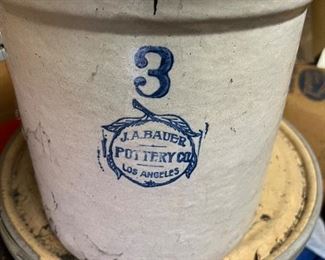 3
J.A.BAUER
POTTERY CO
LOS ANGELES